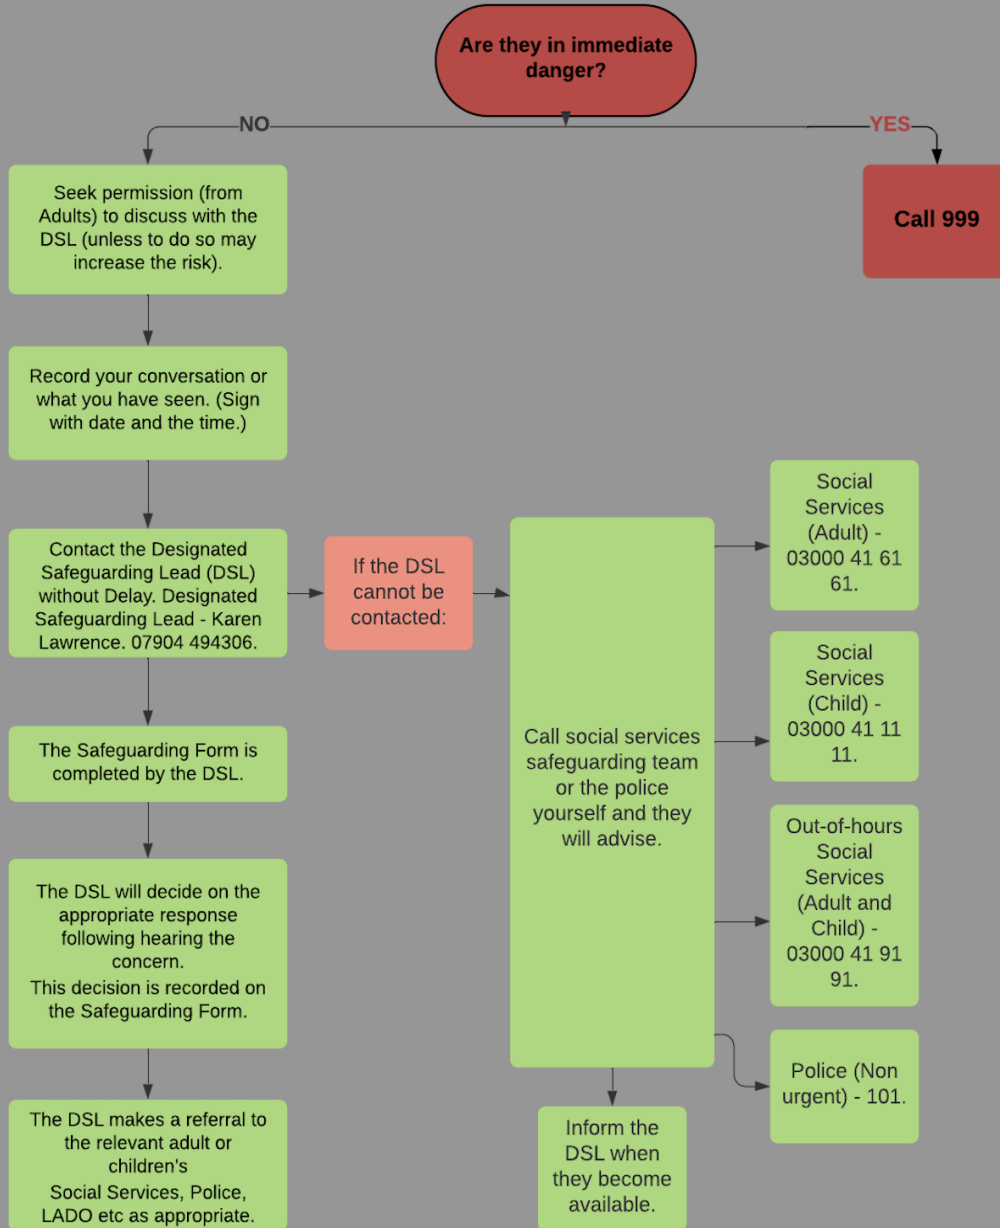 Are they in immediate
danger?
NO
YES
Seek permission (from
Adults) to discuss with the
DSL (unless to do so may
increase the risk).
Call 999
Record your conversation or
what you have seen. (Sign
with date and the time.)
Contact the Designated
Safeguarding Lead (DSL)
without Delay. Designated
Safeguarding Lead - Karen
Lawrence. 07904 494306.
If the DSL
cannot be
contacted:
Call social services
safeguarding team
or the police
yourself and they
will advise.
Social
Services
(Adult) -
03000 41 61
61.
Social
Services
(Child) -
03000 41 11
11.
Out-of-hours
Social
Services
(Adult and
Child) -
03000 41 91
91.
Police (Non
urgent) - 101.
Inform the
DSL when
they become
available.
The Safeguarding Form is
completed by the DSL.
The DSL will decide on the
appropriate response
following hearing the
concern.
This decision is recorded on
the Safeguarding Form.
The DSL makes a referral to
the relevant adult or
children's
Social Services, Police,
LADO etc as appropriate.